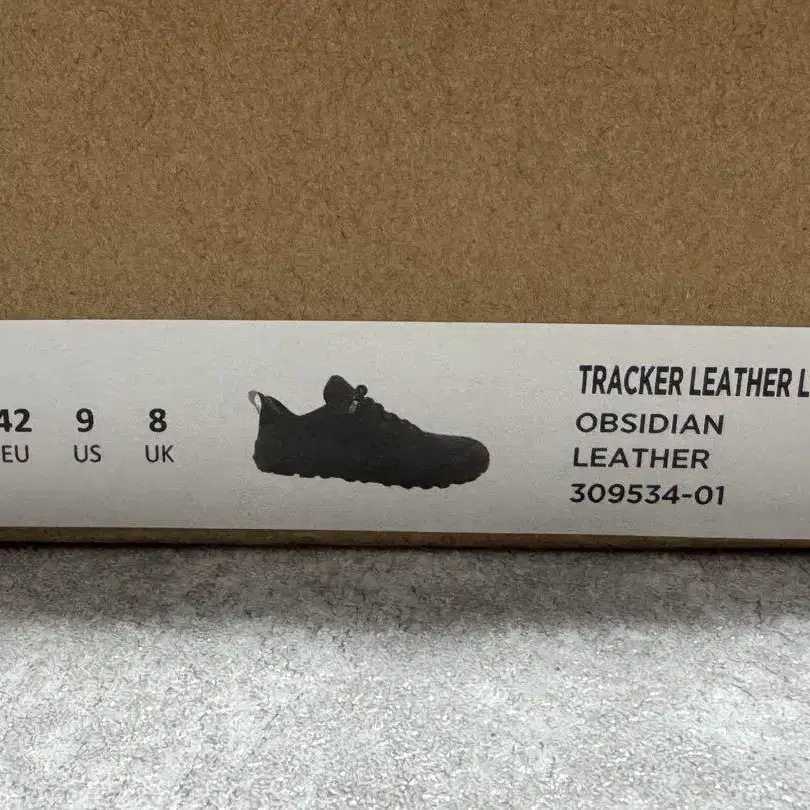 42 9 8
EU US UK
TRACKER LEATHER L
OBSIDIAN
LEATHER
309534-01